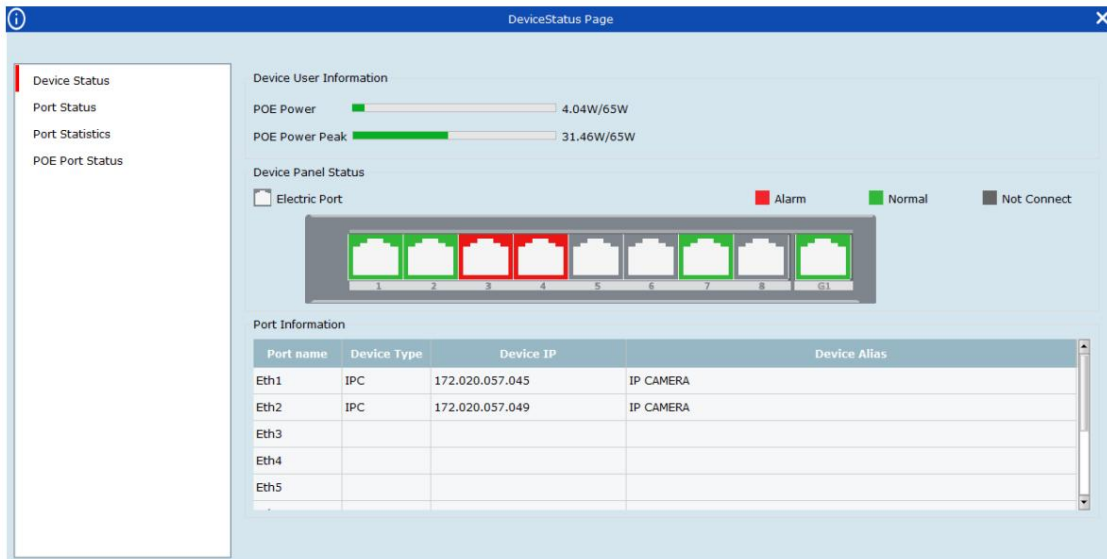 DeviceStatus Page
Device Status
Port Status
Port Statistics
POE Port Status
Device User Information
POE Power 4.04W/65W
POE Power Peak 31.46W/65W
Device Panel Status
Electric Port Alarm Normal Not Connect
1 2 3 4 5 6 7 8 G1
Port Information
Port name Device Type Device IP Device Alias
Eth1 IPC 172.020.057.045 IP CAMERA
Eth2 IPC 172.020.057.049 IP CAMERA
Eth3
Eth4
Eth5